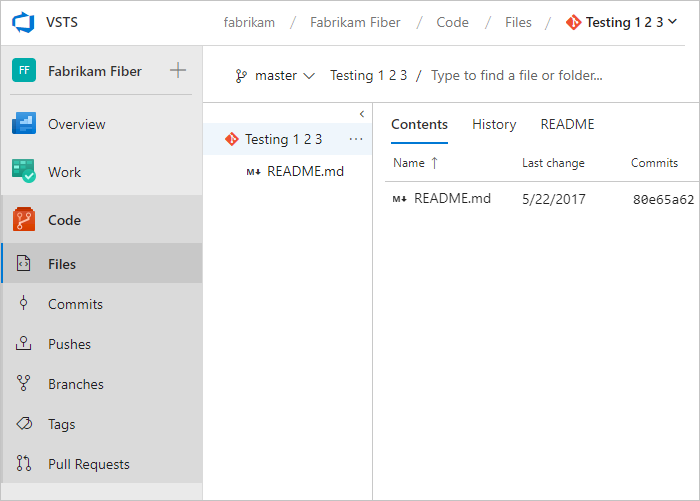 VSTS
fabrikam / Fabrikam Fiber / Code / Files / Testing 1 2 3
FF Fabrikam Fiber
Overview
Work
Code
Files
Commits
Pushes
Branches
Tags
Pull Requests
master Testing 1 2 3 / Type to find a file or folder...
Testing 1 2 3 ...
M↓ README.md
Contents History README
Name ↑ Last change Commits
M↓ README.md 5/22/2017 80e65a62